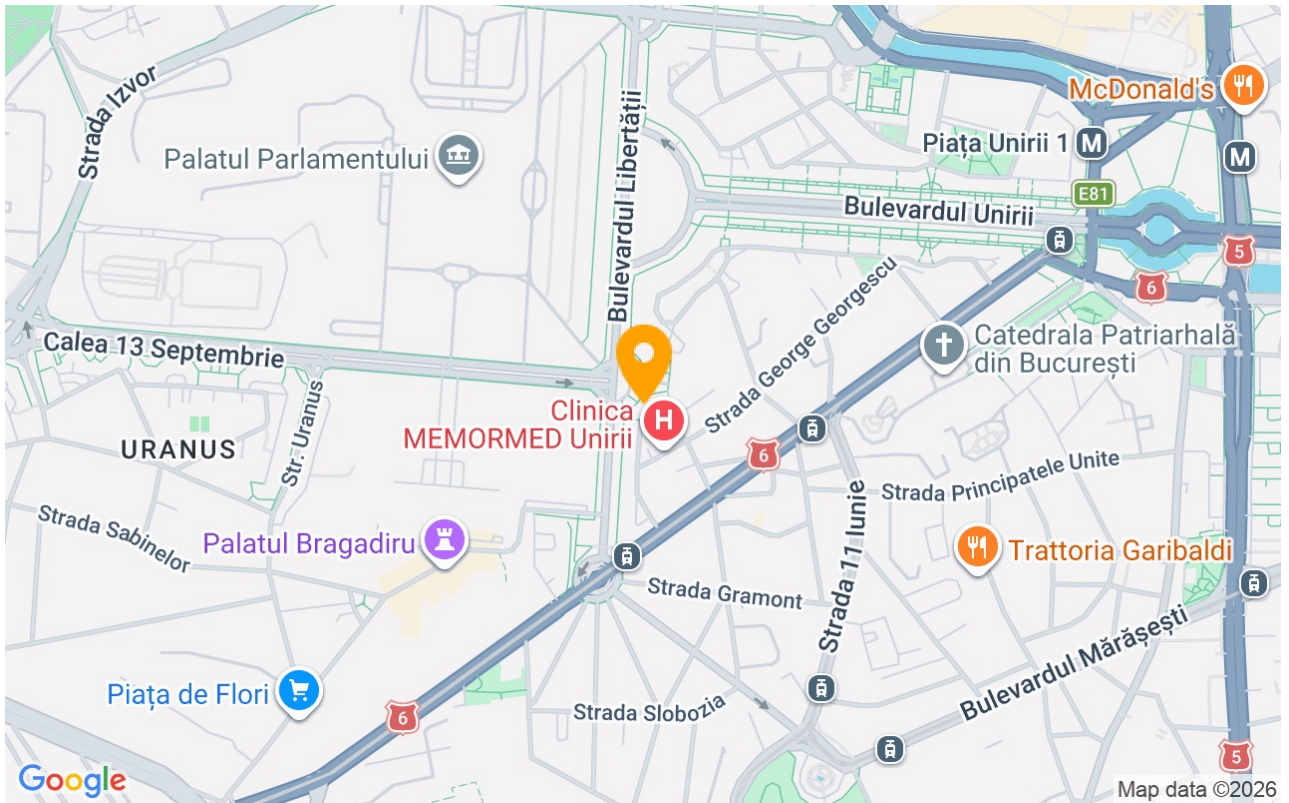 Strada Izvor
Palatul Parlamentului
Bulevardul Libertății
McDonald's
Piața Unirii 1
M
M
E81
Bulevardul Unirii
5
6
Calea 13 Septembrie
Strada George Georgescu
Catedrala Patriarhală
din București
Clinica
MEMORMED Unirii
H
URANUS
Str. Uranus
6
Strada Principatele Unite
Strada Sabinelor
Palatul Bragadiru
Trattoria Garibaldi
Strada 11 Iunie
Strada Gramont
Bulevardul Mărășești
Piața de Flori
6
Strada Slobozia
5
Google
Map data ©2026